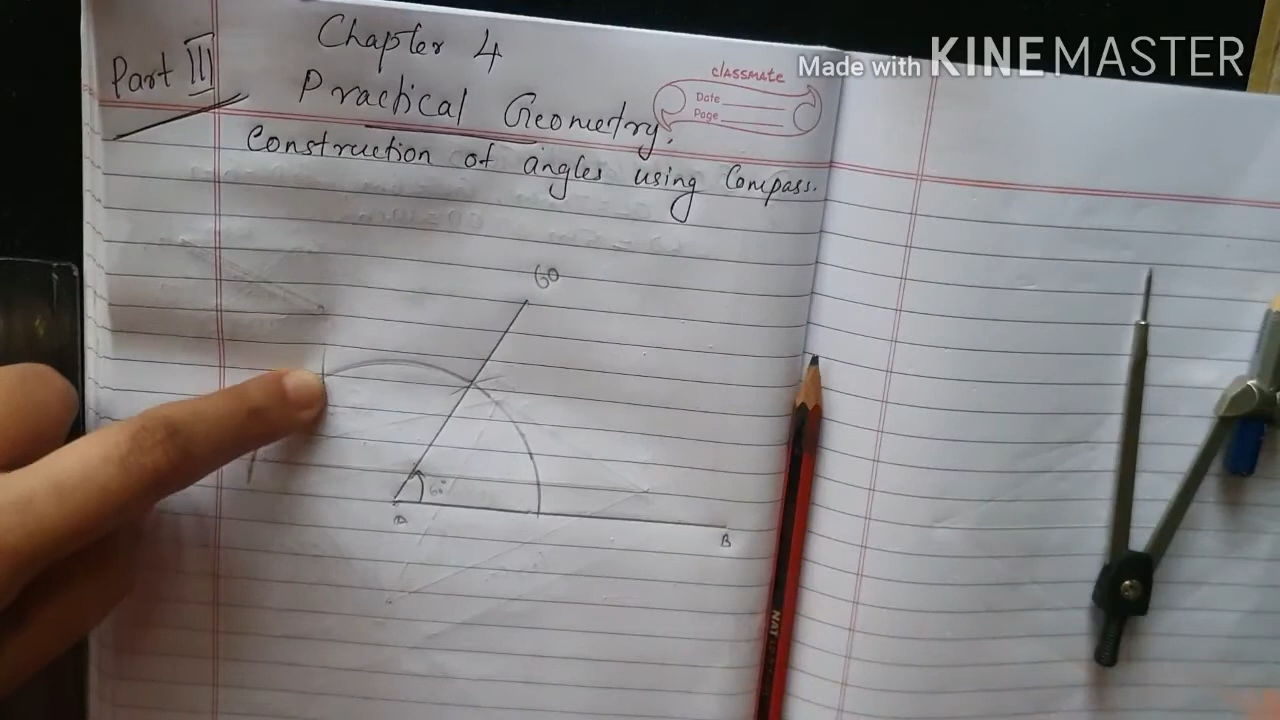 Made with KINEMASTER
Part III
Chapter 4
Practical Geometry.
classmate
Date
Page
Construction of angles using Compass.
60
60°
B
NAT